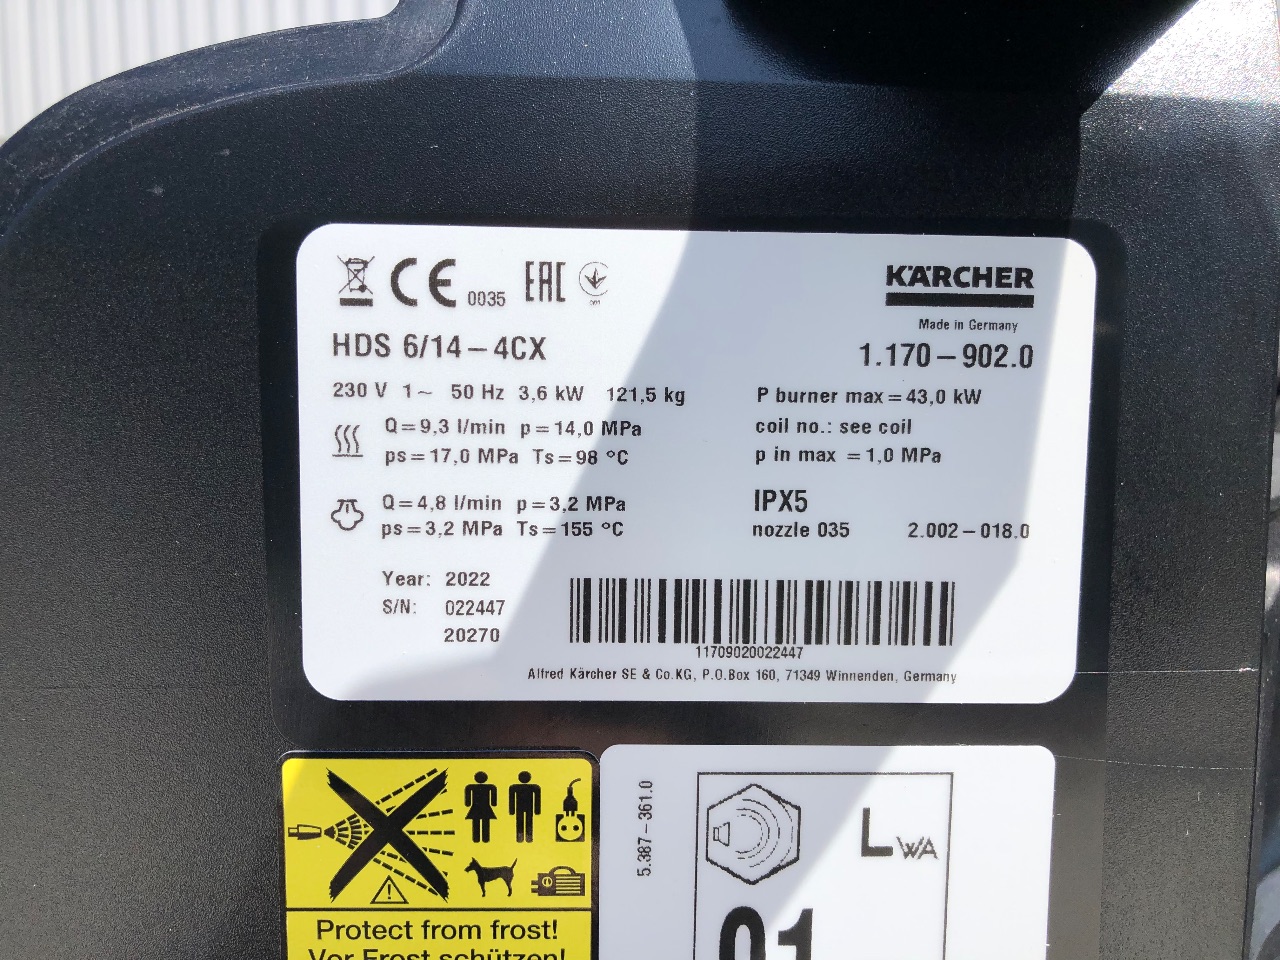 CE 0035 EAC
KÄRCHER
Made in Germany
HDS 6/14-4CX
1.170-902.0
230 V 1~ 50 Hz 3,6 kW 121,5 kg
P burner max=43,0 kW
Q=9,3 l/min p=14,0 MPa
coil no.: see coil
ps=17,0 MPa Ts=98 °C
p in max =1,0 MPa
Q=4,8 l/min p=3,2 MPa
IPX5
ps=3,2 MPa Ts=155 °C
nozzle 035 2.002-018.0
Year: 2022
S/N: 022447
20270
11709020022447
Alfred Kärcher SE & Co.KG, P.O.Box 160, 71349 Winnenden, Germany
5.387-361.0
LWA
91
Protect from frost!
Vor Frost schützen!